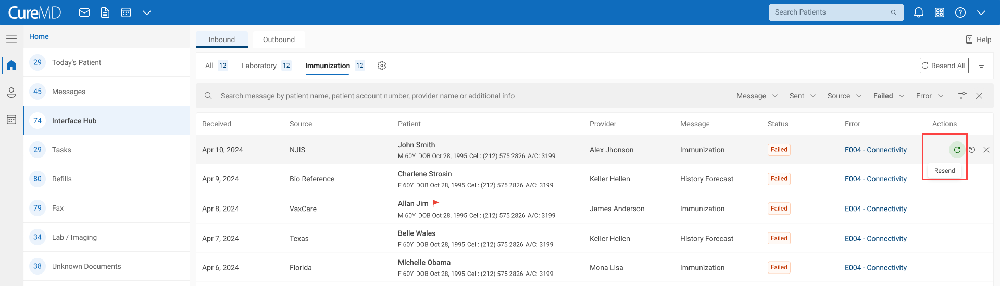 CureMD
Search Patients
Home
Inbound Outbound
Help
29 Today's Patient
45 Messages
74 Interface Hub
29 Tasks
80 Refills
79 Fax
34 Lab / Imaging
38 Unknown Documents
All 12 Laboratory 12 Immunization 12
Resend All
Search message by patient name, patient account number, provider name or additional info
Message Sent Source Failed Error
Received Source Patient Provider Message Status Error Actions
John Smith
Apr 10, 2024 NJIS Alex Jhonson Immunization Failed E004 - Connectivity
M 60Y DOB Oct 28, 1995 Cell: (212) 575 2826 A/C: 3199
Resend
Charlene Strosin
Apr 9, 2024 Bio Reference Keller Hellen History Forecast Failed E004 - Connectivity
F 60Y DOB Oct 28, 1995 Cell: (212) 575 2826 A/C: 3199
Allan Jim
Apr 8, 2024 VaxCare James Anderson Immunization Failed E004 - Connectivity
M 60Y DOB Oct 28, 1995 Cell: (212) 575 2826 A/C: 3199
Belle Wales
Apr 7, 2024 Texas Keller Hellen History Forecast Failed E004 - Connectivity
F 60Y DOB Oct 28, 1995 Cell: (212) 575 2826 A/C: 3199
Michelle Obama
Apr 6, 2024 Florida Mona Lisa Immunization Failed E004 - Connectivity
F 60Y DOB Oct 28, 1995 Cell: (212) 575 2826 A/C: 3199